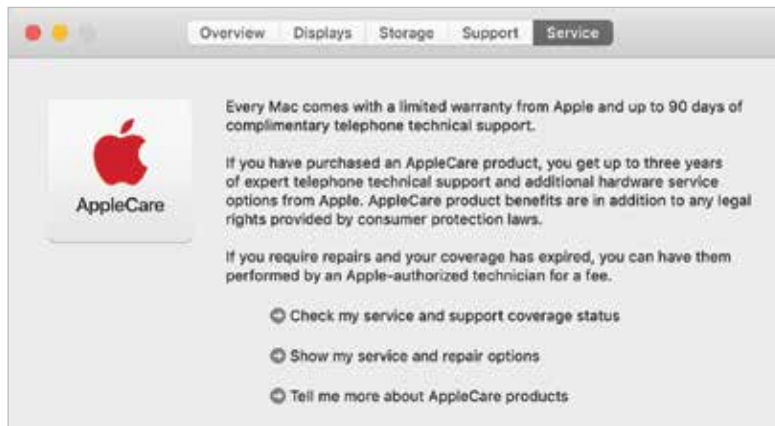 Overview Displays Storage Support Service
Every Mac comes with a limited warranty from Apple and up to 90 days of
complimentary telephone technical support.
If you have purchased an AppleCare product, you get up to three years
of expert telephone technical support and additional hardware service
options from Apple. AppleCare product benefits are in addition to any legal
rights provided by consumer protection laws.
AppleCare
If you require repairs and your coverage has expired, you can have them
performed by an Apple-authorized technician for a fee.
Check my service and support coverage status
Show my service and repair options
Tell me more about AppleCare products